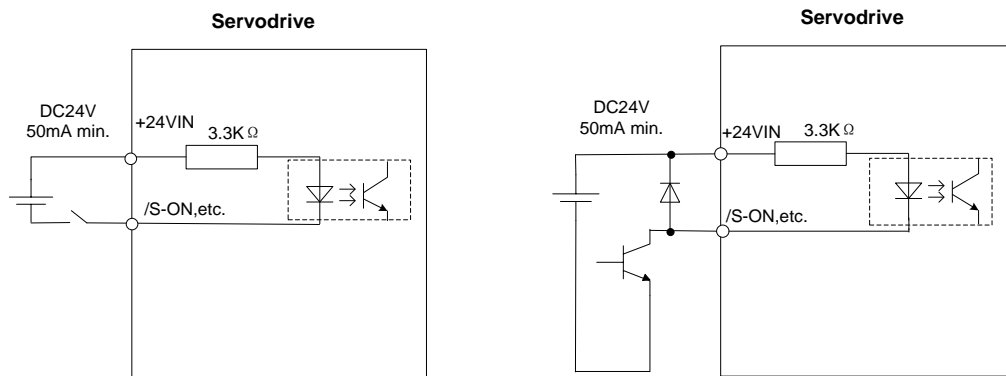 Servodrive
DC24V
50mA min.
+24VIN
3.3KΩ
/S-ON,etc.
Servodrive
DC24V
50mA min.
+24VIN
3.3KΩ
/S-ON,etc.